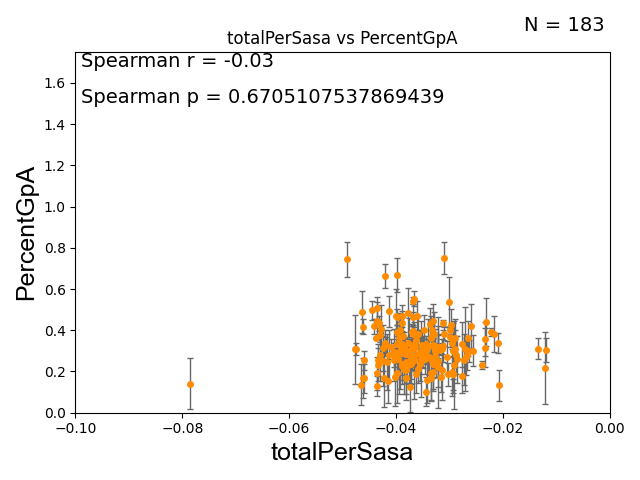 N = 183
totalPerSasa vs PercentGpA
Spearman r = -0.03
Spearman p = 0.6705107537869439
PercentGpA
1.6
1.4
1.2
1.0
0.8
0.6
0.4
0.2
0.0
−0.10
−0.08
−0.06
−0.04
−0.02
0.00
totalPerSasa